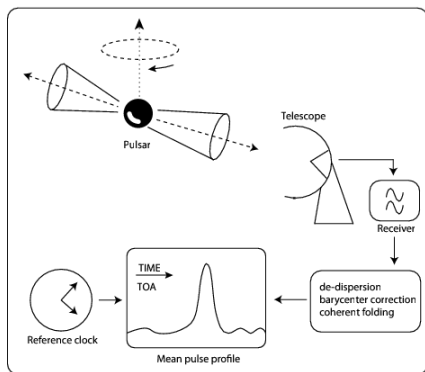 Pulsar
Telescope
Receiver
de-dispersion
barycenter correction
coherent folding
TIME
TOA
Reference clock
Mean pulse profile